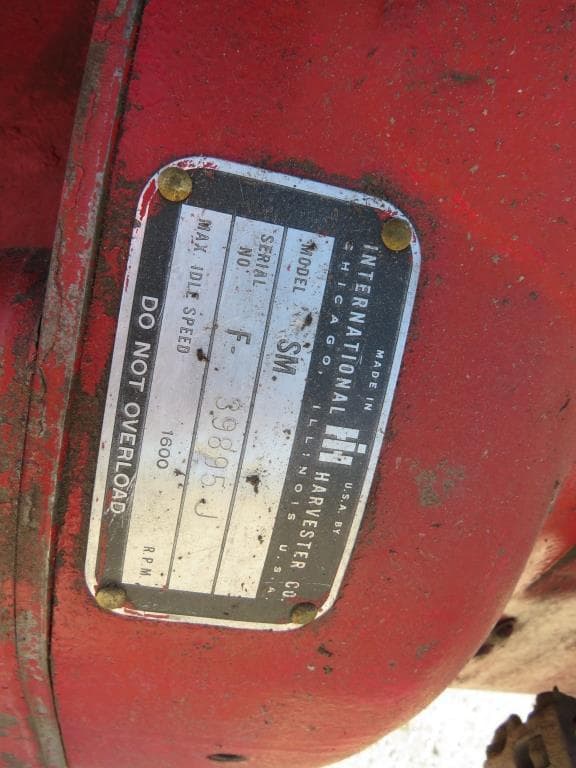 MADE IN U.S.A. BY
INTERNATIONAL IH HARVESTER CO.
CHICAGO, ILLINOIS U.S.A.
MODEL SM
SERIAL NO. F- 39895 J
MAX. IDLE SPEED 1600 R.P.M.
DO NOT OVERLOAD